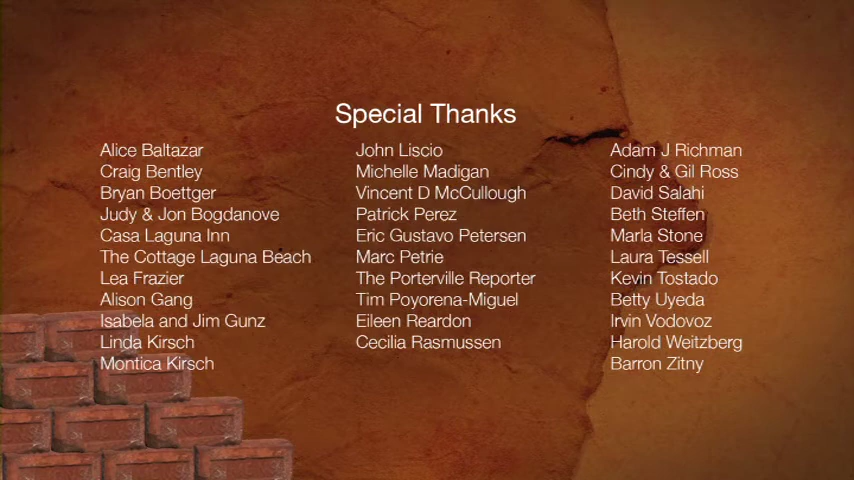 Special Thanks
Alice Baltazar
Craig Bentley
Bryan Boettger
Judy & Jon Bogdanove
Casa Laguna Inn
The Cottage Laguna Beach
Lea Frazier
Alison Gang
Isabela and Jim Gunz
Linda Kirsch
Montica Kirsch
John Liscio
Michelle Madigan
Vincent D McCullough
Patrick Perez
Eric Gustavo Petersen
Marc Petrie
The Porterville Reporter
Tim Poyorena-Miguel
Eileen Reardon
Cecilia Rasmussen
Adam J Richman
Cindy & Gil Ross
David Salahi
Beth Steffen
Marla Stone
Laura Tessell
Kevin Tostado
Betty Uyeda
Irvin Vodovoz
Harold Weitzberg
Barron Zitny